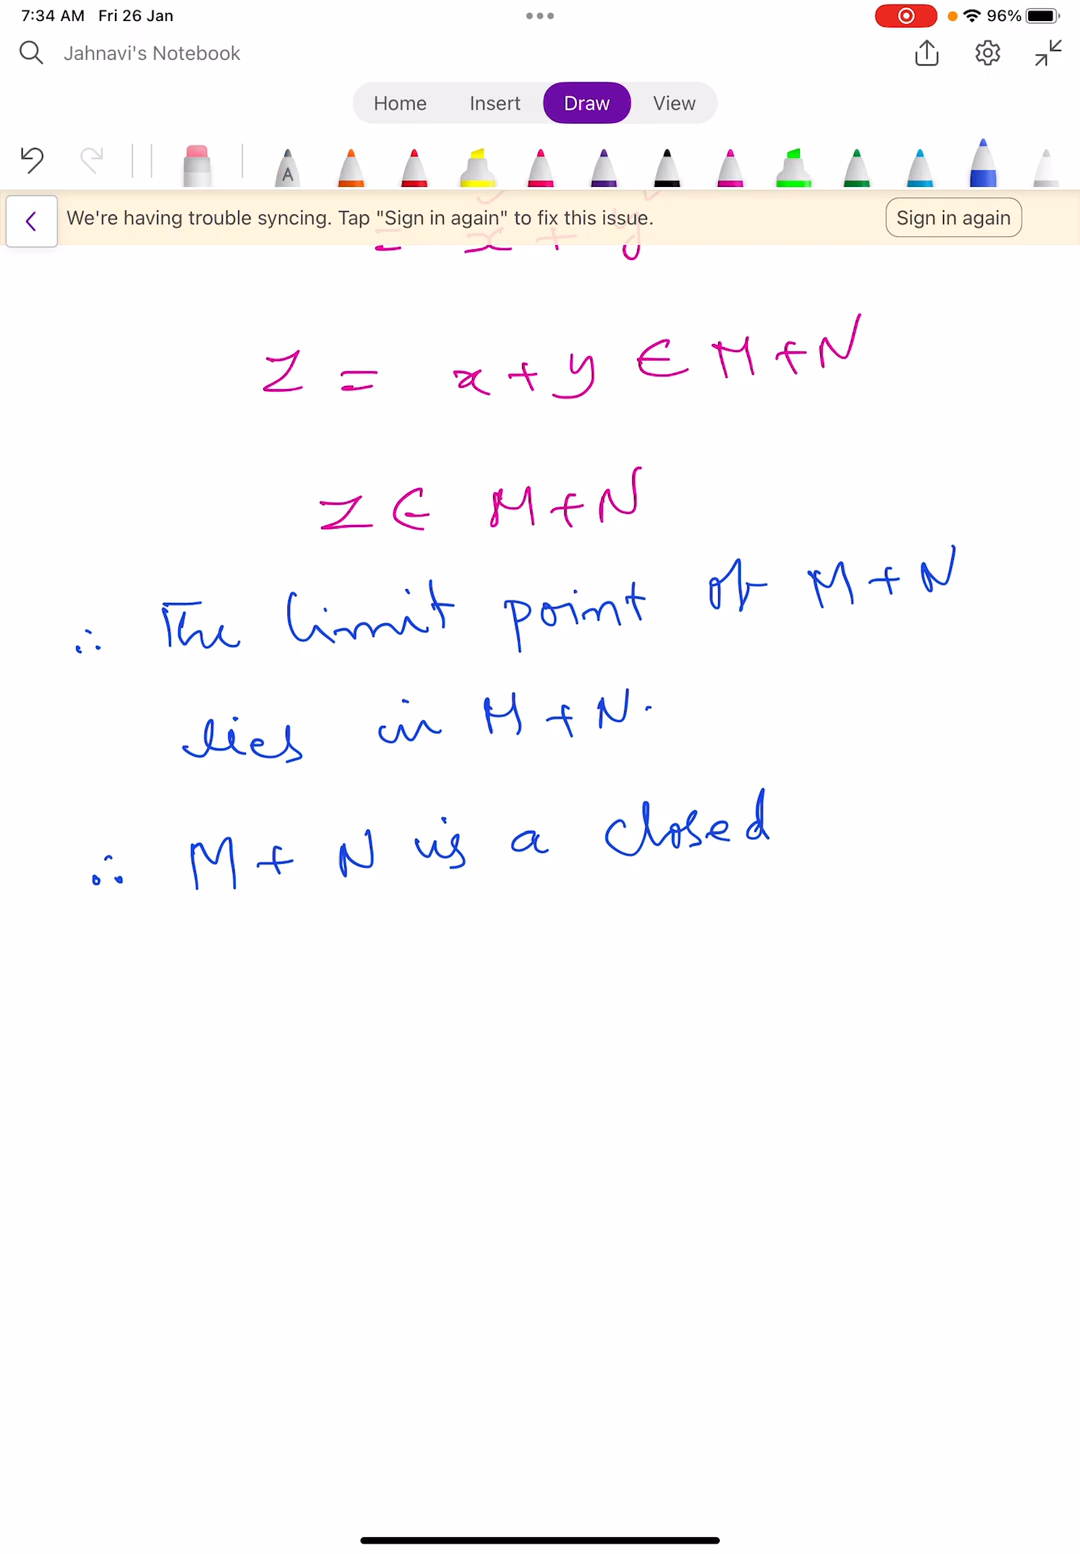 7:34 AM Fri 26 Jan
96%
Jahnavi's Notebook
Home Insert Draw View
A
We're having trouble syncing. Tap "Sign in again" to fix this issue.
Sign in again
= x + y
Z = x + y ∈ M + N
Z ∈ M + N
∴ The limit point of M + N
lies in M + N.
∴ M + N is a closed